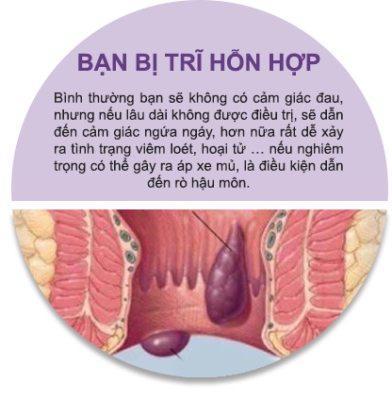 BẠN BỊ TRĨ HỖN HỢP
Bình thường bạn sẽ không có cảm giác đau,
nhưng nếu lâu dài không được điều trị, sẽ dẫn
đến cảm giác ngứa ngáy, hơn nữa rất dễ xảy
ra tình trạng viêm loét, hoại tử ... nếu nghiêm
trọng có thể gây ra áp xe mủ, là điều kiện dẫn
đến rò hậu môn.